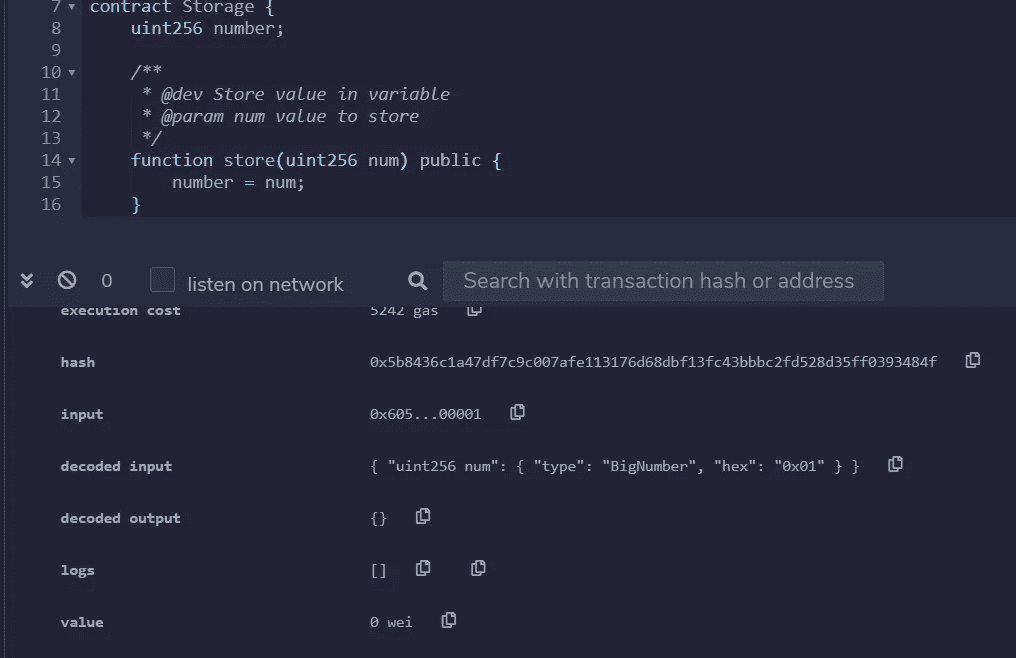 7 contract Storage {
8 uint256 number;
9
10 /**
11 * @dev Store value in variable
12 * @param num value to store
13 */
14 function store(uint256 num) public {
15 number = num;
16 }
0 listen on network Search with transaction hash or address
execution cost 5242 gas
hash 0x5b8436c1a47df7c9c007afe113176d68dbf13fc43bbbc2fd528d35ff0393484f
input 0x605...00001
decoded input { "uint256 num": { "type": "BigNumber", "hex": "0x01" } }
decoded output {}
logs []
value 0 wei